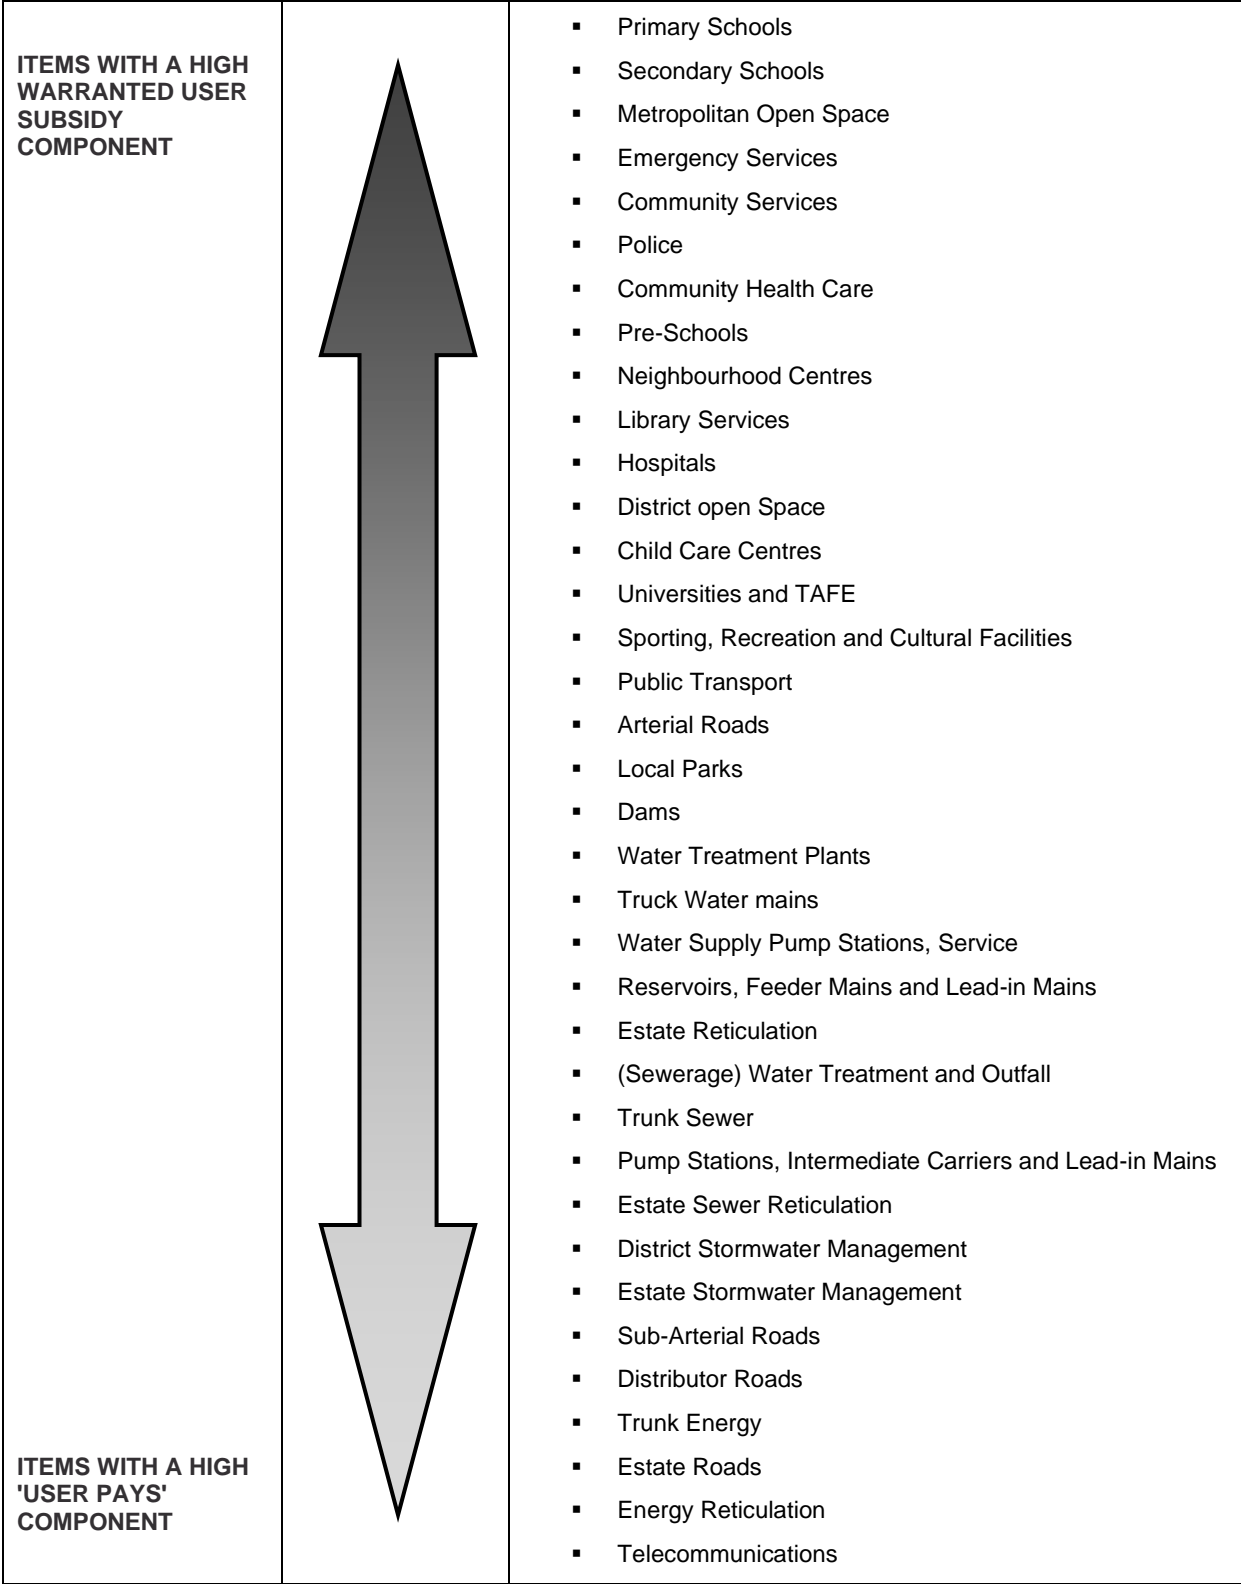 ITEMS WITH A HIGH
WARRANTED USER
SUBSIDY
COMPONENT
ITEMS WITH A HIGH
'USER PAYS'
COMPONENT
▪ Primary Schools
▪ Secondary Schools
▪ Metropolitan Open Space
▪ Emergency Services
▪ Community Services
▪ Police
▪ Community Health Care
▪ Pre-Schools
▪ Neighbourhood Centres
▪ Library Services
▪ Hospitals
▪ District open Space
▪ Child Care Centres
▪ Universities and TAFE
▪ Sporting, Recreation and Cultural Facilities
▪ Public Transport
▪ Arterial Roads
▪ Local Parks
▪ Dams
▪ Water Treatment Plants
▪ Truck Water mains
▪ Water Supply Pump Stations, Service
▪ Reservoirs, Feeder Mains and Lead-in Mains
▪ Estate Reticulation
▪ (Sewerage) Water Treatment and Outfall
▪ Trunk Sewer
▪ Pump Stations, Intermediate Carriers and Lead-in Mains
▪ Estate Sewer Reticulation
▪ District Stormwater Management
▪ Estate Stormwater Management
▪ Sub-Arterial Roads
▪ Distributor Roads
▪ Trunk Energy
▪ Estate Roads
▪ Energy Reticulation
▪ Telecommunications